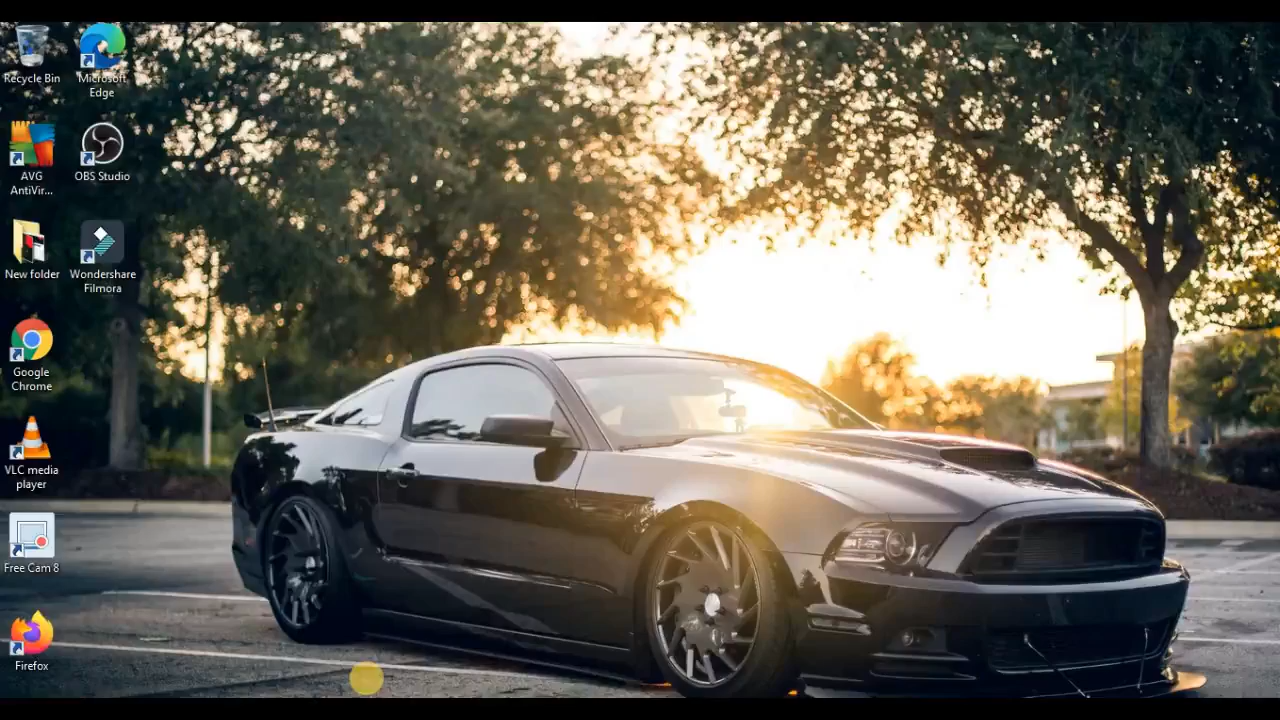 Recycle Bin
Microsoft
Edge
AVG
AntiVir...
OBS Studio
New folder
Wondershare
Filmora
Google
Chrome
VLC media
player
Free Cam 8
Firefox